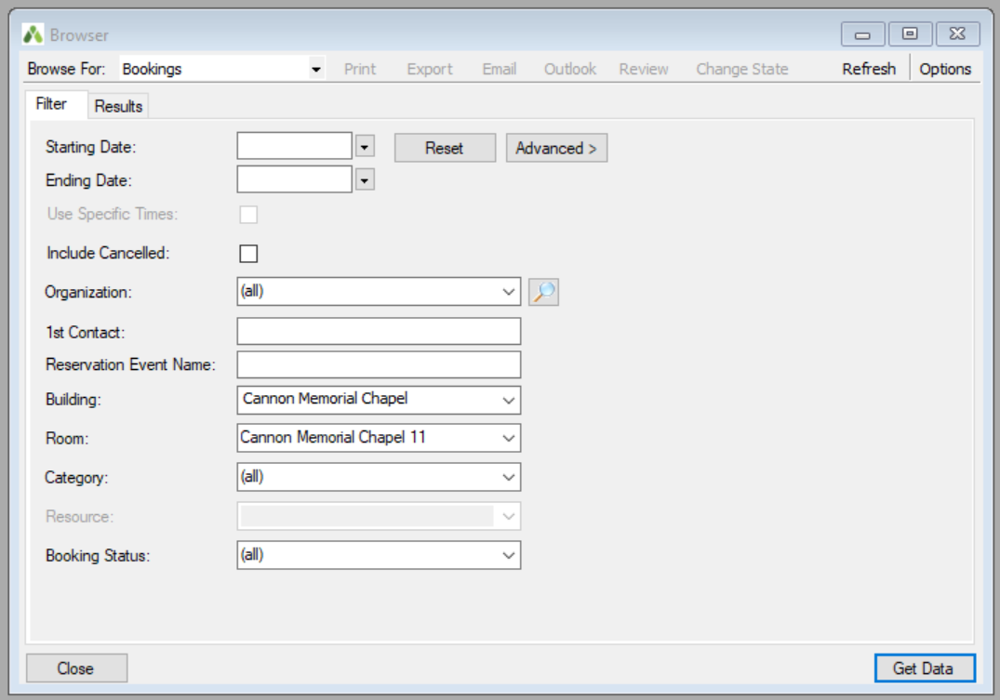 Browser
Browse For: Bookings Print Export Email Outlook Review Change State Refresh Options
Filter Results
Starting Date: Reset Advanced >
Ending Date:
Use Specific Times:
Include Cancelled:
Organization: (all)
1st Contact:
Reservation Event Name:
Building: Cannon Memorial Chapel
Room: Cannon Memorial Chapel 11
Category: (all)
Resource:
Booking Status: (all)
Close Get Data